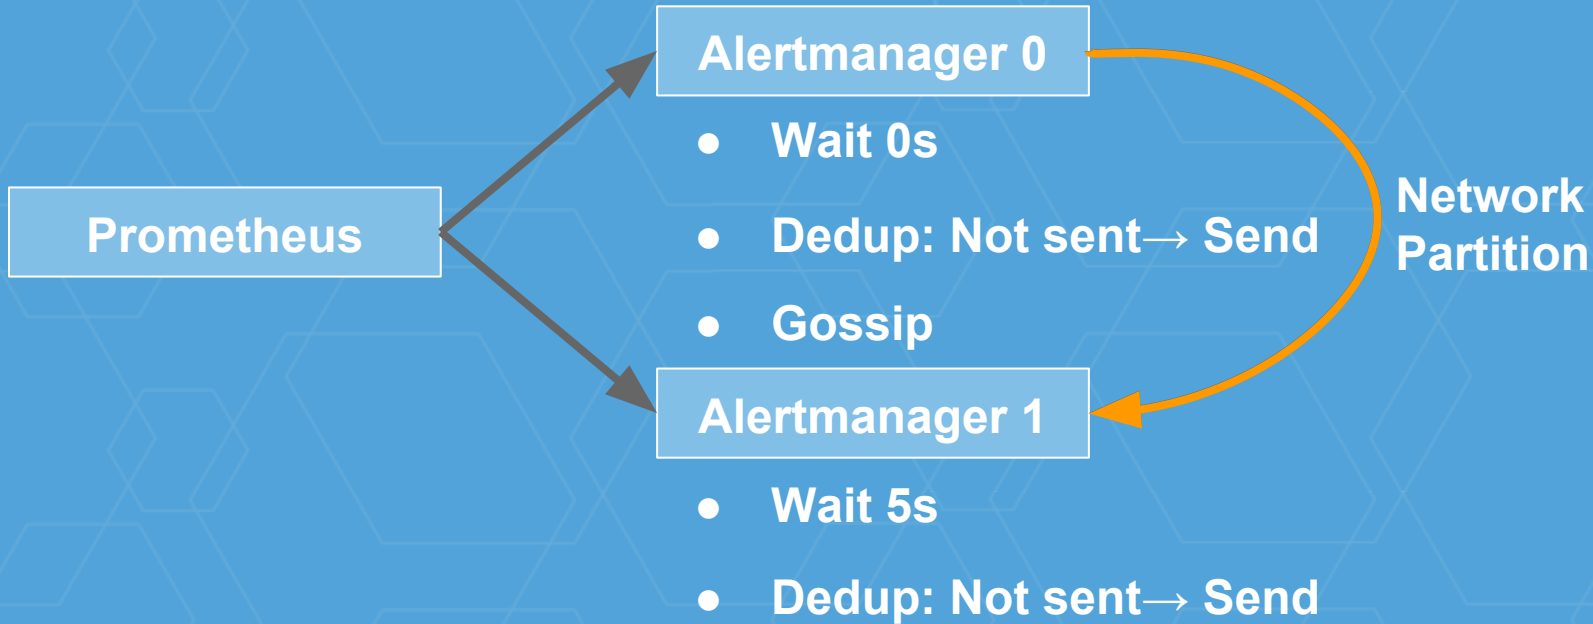 Alertmanager 0
● Wait 0s
● Dedup: Not sent→ Send
● Gossip
Prometheus
Network
Partition
Alertmanager 1
● Wait 5s
● Dedup: Not sent→ Send